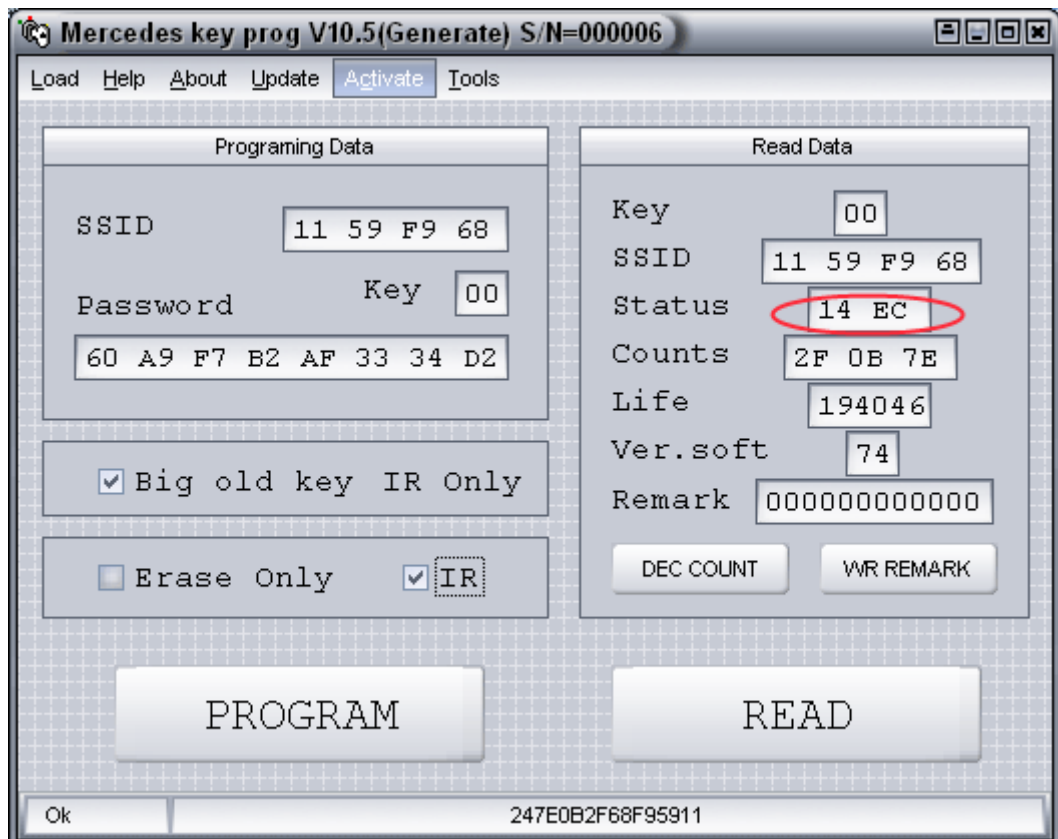 Mercedes key prog V10.5(Generate) S/N=000006
Load Help About Update Activate Tools
Programing Data
SSID 11 59 F9 68
Key 00
Password
60 A9 F7 B2 AF 33 34 D2
Big old key IR Only
Erase Only IR
PROGRAM
Read Data
Key 00
SSID 11 59 F9 68
Status 14 EC
Counts 2F 0B 7E
Life 194046
Ver.soft 74
Remark 000000000000
DEC COUNT WR REMARK
READ
Ok 247E0B2F68F95911